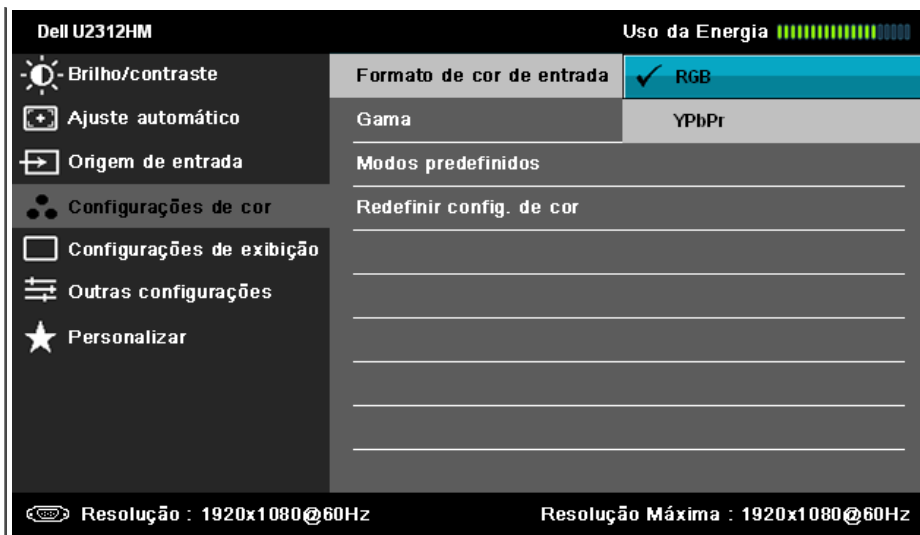 Dell U2312HM Uso da Energia
Brilho/contraste Formato de cor de entrada RGB
Ajuste automático Gama YPbPr
Origem de entrada Modos predefinidos
Configurações de cor Redefinir config. de cor
Configurações de exibição
Outras configurações
Personalizar
Resolução : 1920x1080@60Hz Resolução Máxima : 1920x1080@60Hz